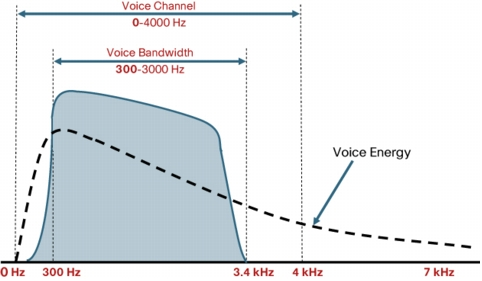 Voice Channel
0-4000 Hz
Voice Bandwidth
300-3000 Hz
Voice Energy
0 Hz 300 Hz 3.4 kHz 4 kHz 7 kHz